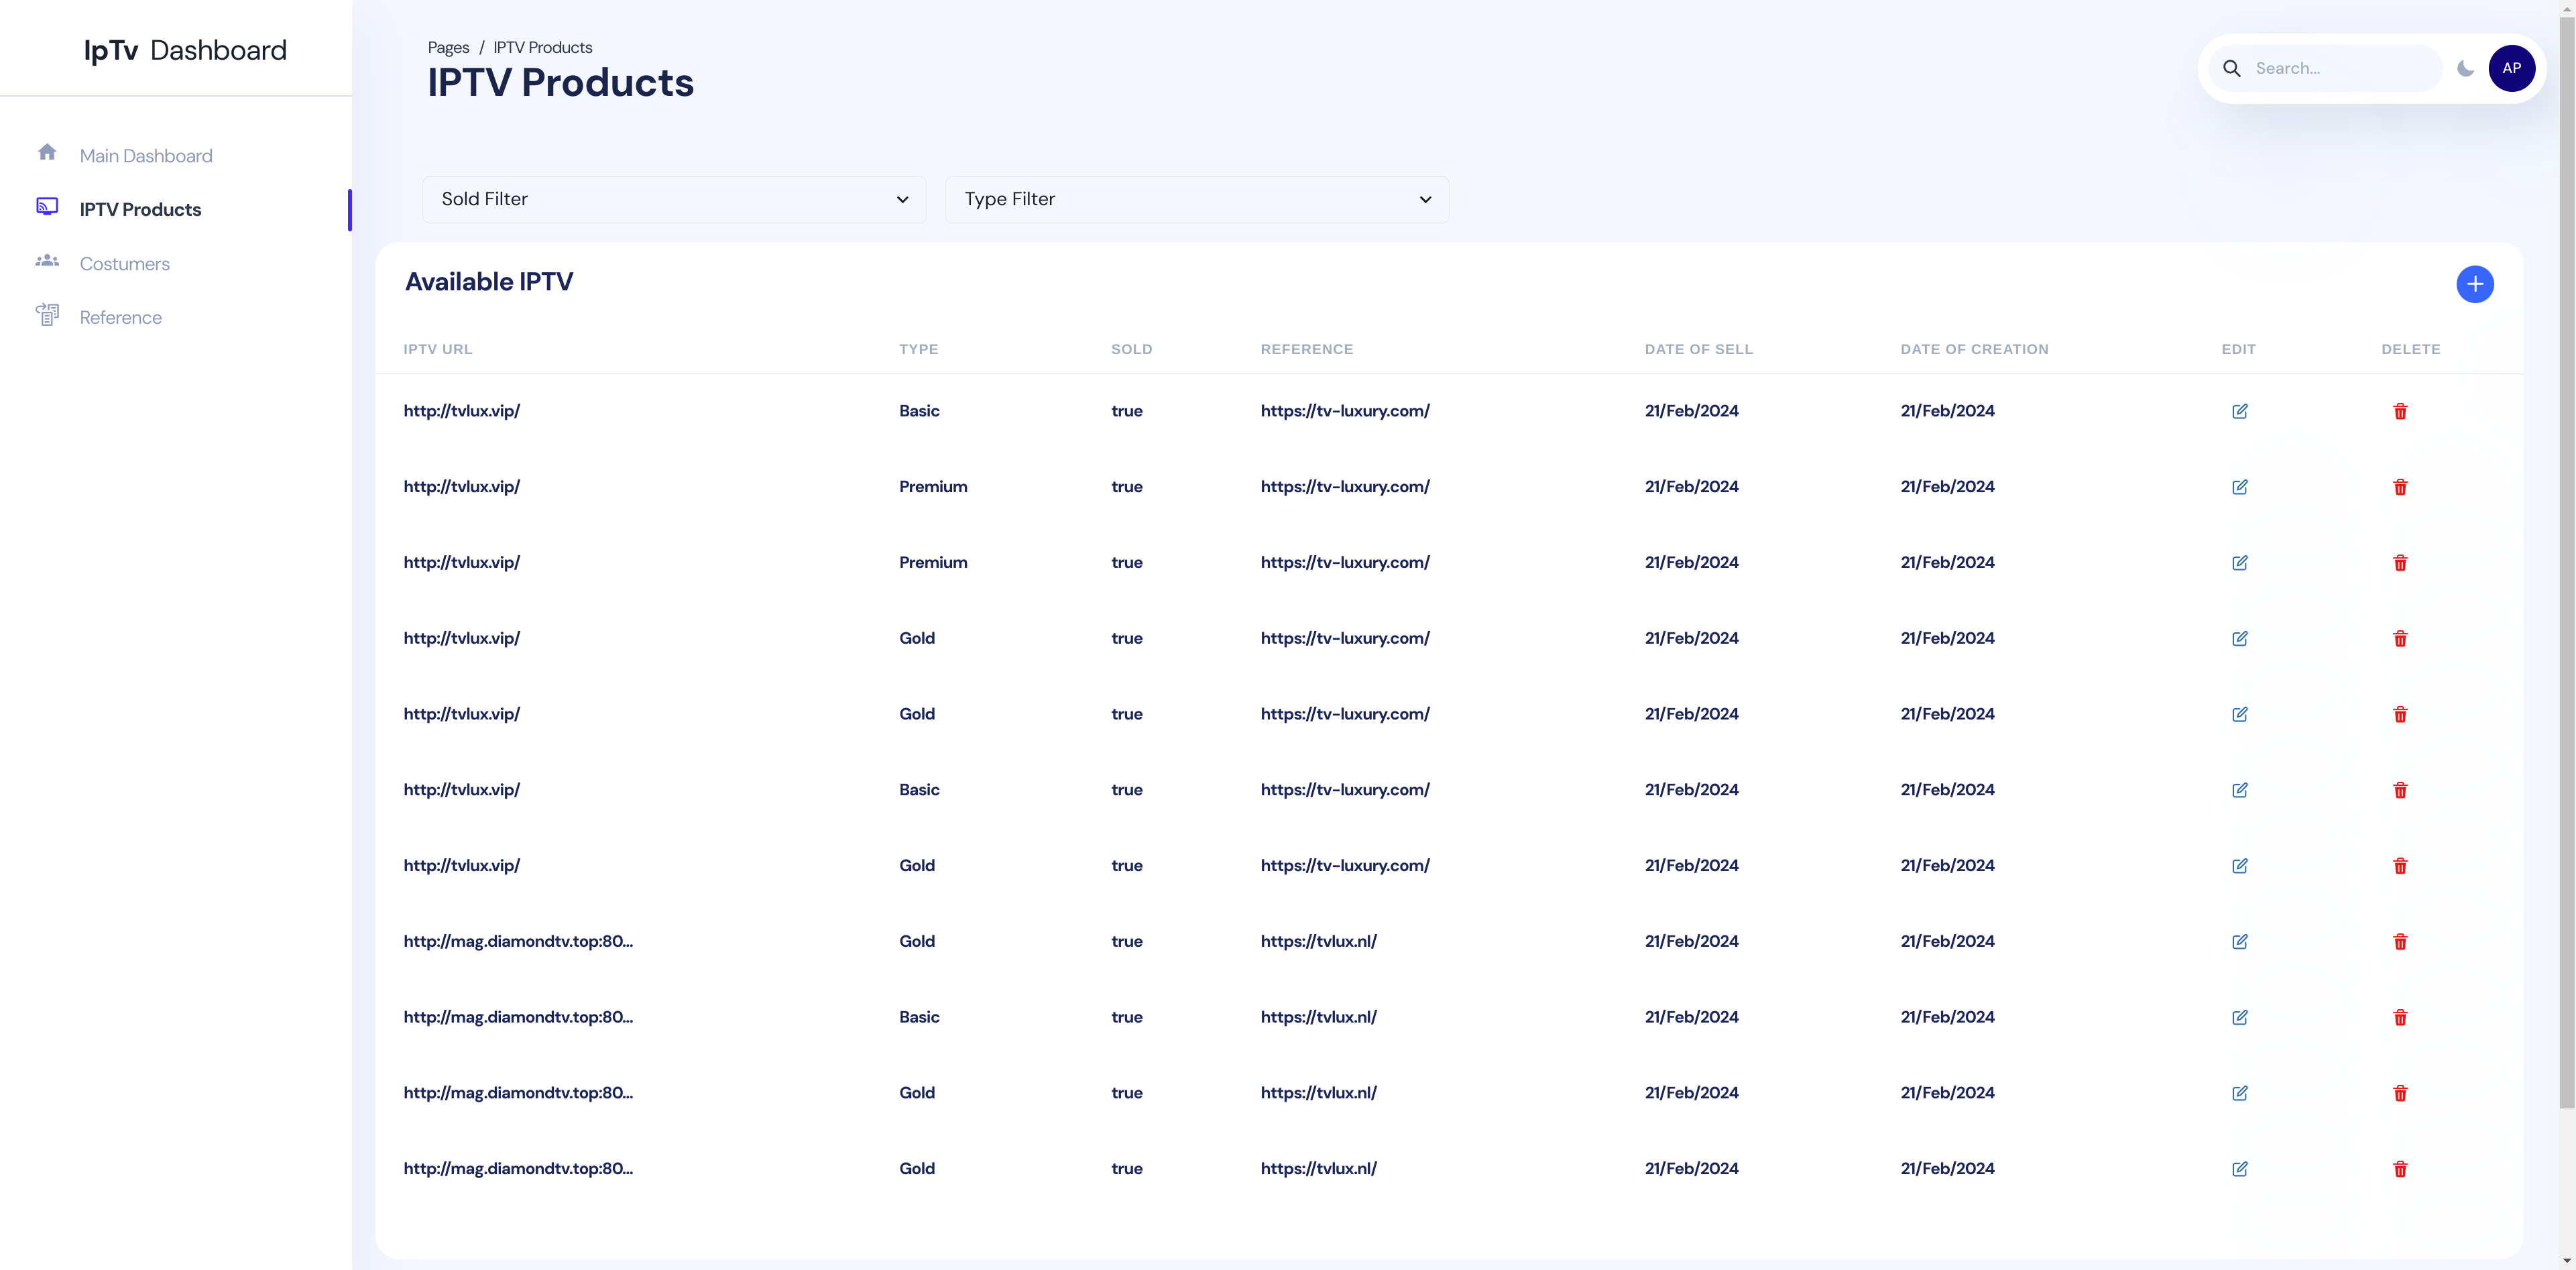 IpTv Dashboard
Main Dashboard
IPTV Products
Costumers
Reference
Pages / IPTV Products
IPTV Products
Search...
AP
Sold Filter
Type Filter
Available IPTV
IPTV URL TYPE SOLD REFERENCE DATE OF SELL DATE OF CREATION EDIT DELETE
http://tvlux.vip/ Basic true https://tv-luxury.com/ 21/Feb/2024 21/Feb/2024
http://tvlux.vip/ Premium true https://tv-luxury.com/ 21/Feb/2024 21/Feb/2024
http://tvlux.vip/ Premium true https://tv-luxury.com/ 21/Feb/2024 21/Feb/2024
http://tvlux.vip/ Gold true https://tv-luxury.com/ 21/Feb/2024 21/Feb/2024
http://tvlux.vip/ Gold true https://tv-luxury.com/ 21/Feb/2024 21/Feb/2024
http://tvlux.vip/ Basic true https://tv-luxury.com/ 21/Feb/2024 21/Feb/2024
http://tvlux.vip/ Gold true https://tv-luxury.com/ 21/Feb/2024 21/Feb/2024
http://mag.diamondtv.top:80... Gold true https://tvlux.nl/ 21/Feb/2024 21/Feb/2024
http://mag.diamondtv.top:80... Basic true https://tvlux.nl/ 21/Feb/2024 21/Feb/2024
http://mag.diamondtv.top:80... Gold true https://tvlux.nl/ 21/Feb/2024 21/Feb/2024
http://mag.diamondtv.top:80... Gold true https://tvlux.nl/ 21/Feb/2024 21/Feb/2024